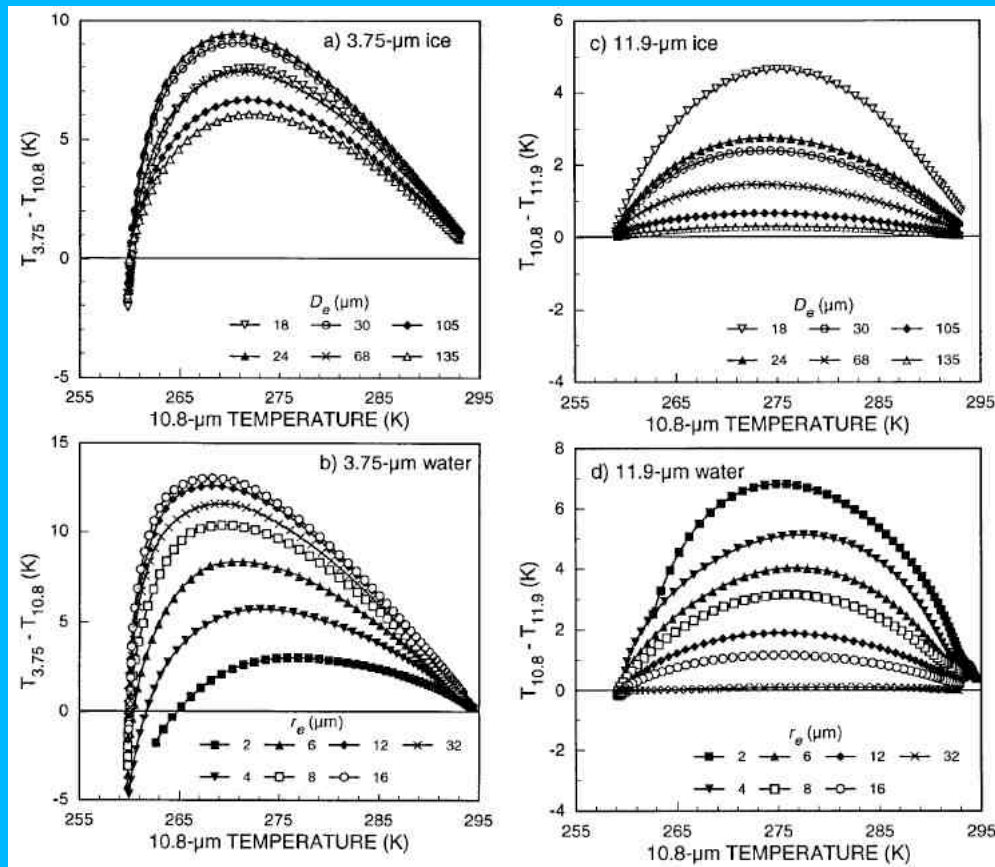 a) 3.75-µm ice
T3.75 - T10.8 (K)
10
5
0
-5
De (µm)
18 30 105
24 68 135
255 265 275 285 295
10.8-µm TEMPERATURE (K)
c) 11.9-µm ice
T10.8 - T11.9 (K)
6
4
2
0
-2
-4
De (µm)
18 30 105
24 68 135
255 265 275 285 295
10.8-µm TEMPERATURE (K)
b) 3.75-µm water
T3.75 - T10.8 (K)
15
10
5
0
-5
re (µm)
2 6 12 32
4 8 16
255 265 275 285 295
10.8-µm TEMPERATURE (K)
d) 11.9-µm water
T10.8 - T11.9 (K)
8
6
4
2
0
-2
-4
re (µm)
2 6 12 32
4 8 16
255 265 275 285 295
10.8-µm TEMPERATURE (K)